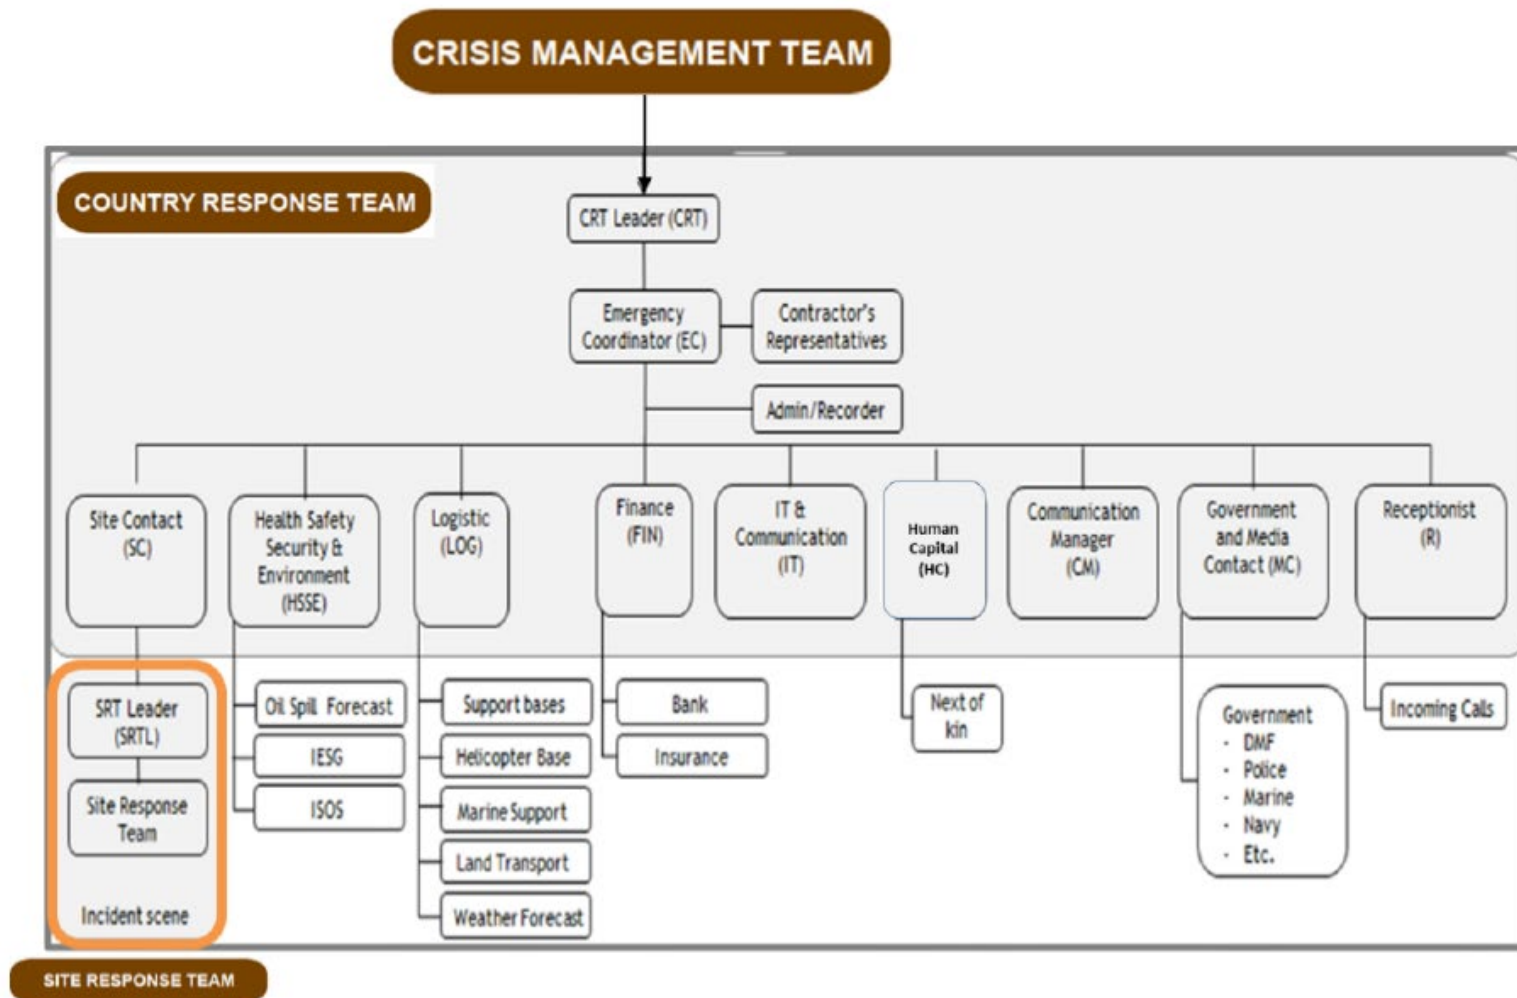 CRISIS MANAGEMENT TEAM
COUNTRY RESPONSE TEAM
CRT Leader (CRT)
Emergency
Coordinator (EC)
Contractor's
Representatives
Admin/Recorder
Site Contact
(SC)
Health Safety
Security &
Environment
(HSSE)
Logistic
(LOG)
Finance
(FIN)
IT &
Communication
(IT)
Human
Capital
(HC)
Communication
Manager
(CM)
Government
and Media
Contact (MC)
Receptionist
(R)
SRT Leader
(SRTL)
Site Response
Team
Incident scene
Oil Spill Forecast
IESG
ISOS
Support bases
Helicopter Base
Marine Support
Land Transport
Weather Forecast
Bank
Insurance
Next of
kin
Government
- DMF
- Police
- Marine
- Navy
- Etc.
Incoming Calls
SITE RESPONSE TEAM